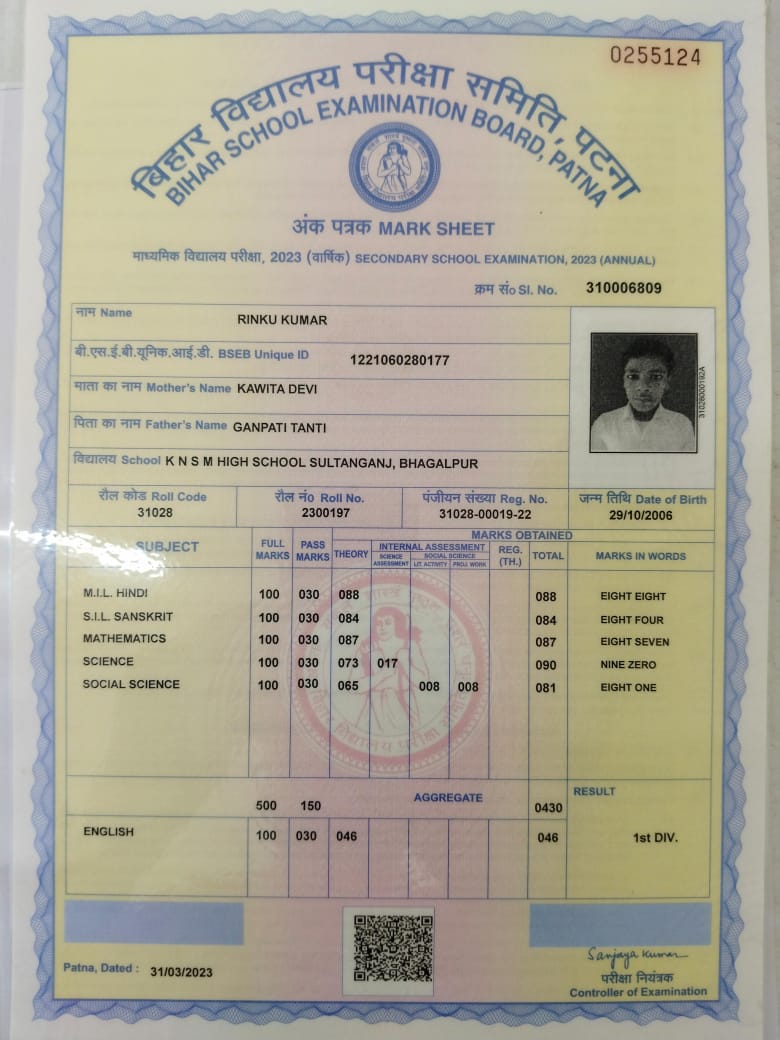 0255124
बिहार विद्यालय परीक्षा समिति, पटना
BIHAR SCHOOL EXAMINATION BOARD, PATNA
अंक पत्रक MARK SHEET
माध्यमिक विद्यालय परीक्षा, 2023 (वार्षिक) SECONDARY SCHOOL EXAMINATION, 2023 (ANNUAL)
क्रम सं० Sl. No. 310006809
नाम Name RINKU KUMAR
बी.एस.ई.बी.यूनिक.आई.डी. BSEB Unique ID 1221060280177
माता का नाम Mother's Name KAWITA DEVI
पिता का नाम Father's Name GANPATI TANTI
विद्यालय School K N S M HIGH SCHOOL SULTANGANJ, BHAGALPUR
रौल कोड Roll Code रौल नं० Roll No. पंजीयन संख्या Reg. No. जन्म तिथि Date of Birth
31028 2300197 31028-00019-22 29/10/2006
SUBJECT FULL MARKS PASS MARKS MARKS OBTAINED
THEORY INTERNAL ASSESSMENT REG. (TH.) TOTAL MARKS IN WORDS
SCIENCE ASSESSMENT SOCIAL SCIENCE LIT. ACTIVITY PROJ. WORK
M.I.L. HINDI 100 030 088 088 EIGHT EIGHT
S.I.L. SANSKRIT 100 030 084 084 EIGHT FOUR
MATHEMATICS 100 030 087 087 EIGHT SEVEN
SCIENCE 100 030 073 017 090 NINE ZERO
SOCIAL SCIENCE 100 030 065 008 008 081 EIGHT ONE
500 150 AGGREGATE 0430 RESULT
ENGLISH 100 030 046 046 1st DIV.
Patna, Dated : 31/03/2023
Sanjaya Kumar
परीक्षा नियंत्रक
Controller of Examination